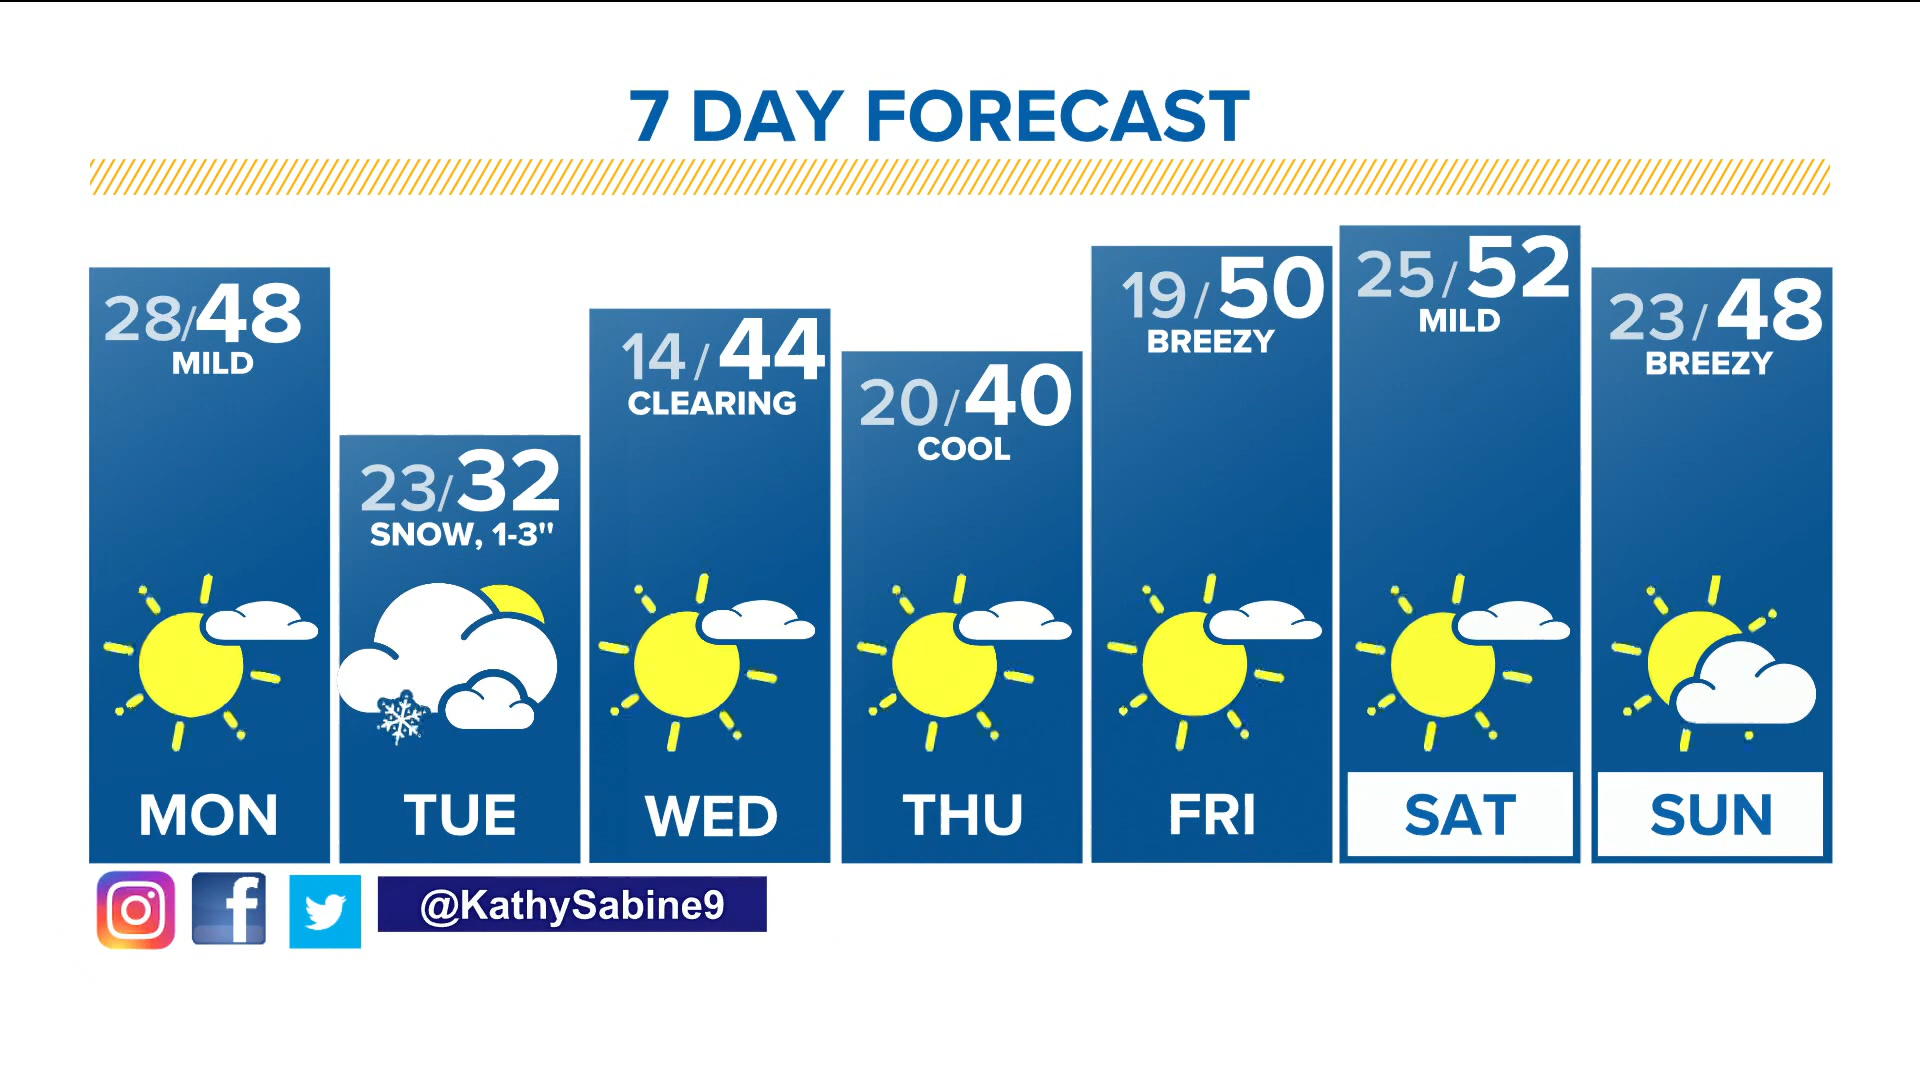 7 DAY FORECAST
28/48
MILD
MON
23/32
SNOW, 1-3"
TUE
14/44
CLEARING
WED
20/40
COOL
THU
19/50
BREEZY
FRI
25/52
MILD
SAT
23/48
BREEZY
SUN
@KathySabine9